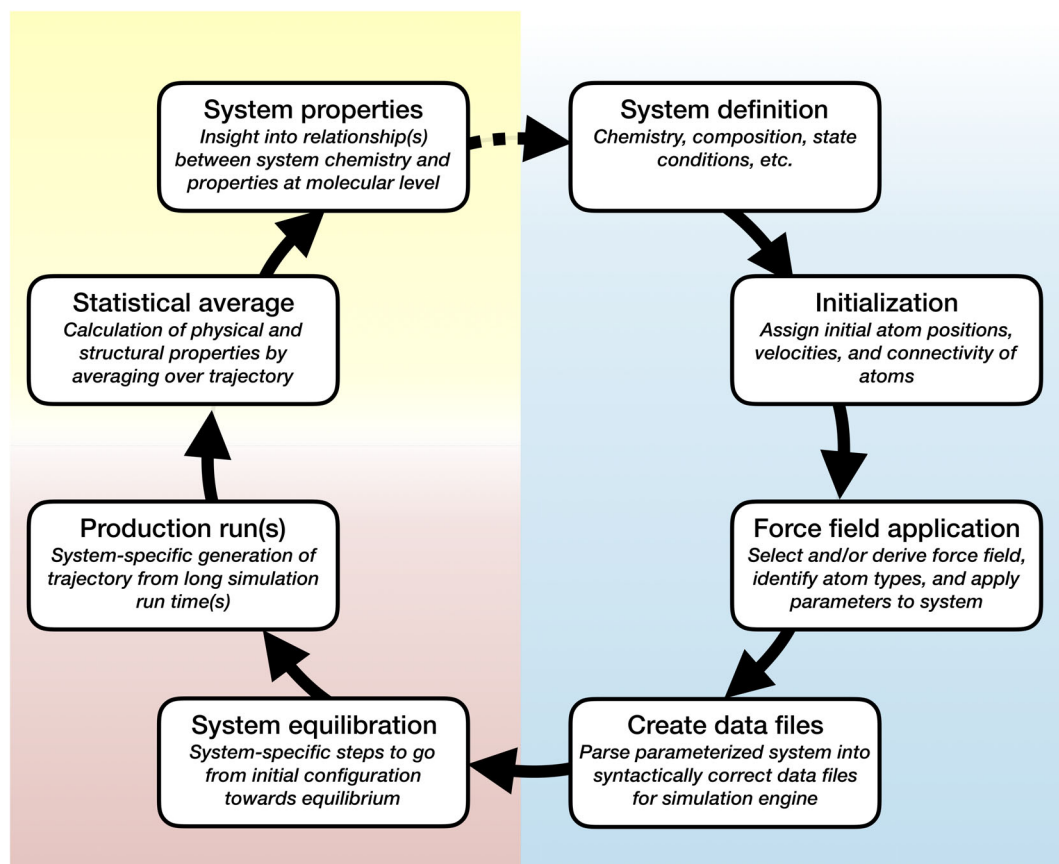 System properties
Insight into relationship(s)
between system chemistry and
properties at molecular level
System definition
Chemistry, composition, state
conditions, etc.
Statistical average
Calculation of physical and
structural properties by
averaging over trajectory
Initialization
Assign initial atom positions,
velocities, and connectivity of
atoms
Production run(s)
System-specific generation of
trajectory from long simulation
run time(s)
Force field application
Select and/or derive force field,
identify atom types, and apply
parameters to system
System equilibration
System-specific steps to go
from initial configuration
towards equilibrium
Create data files
Parse parameterized system into
syntactically correct data files
for simulation engine